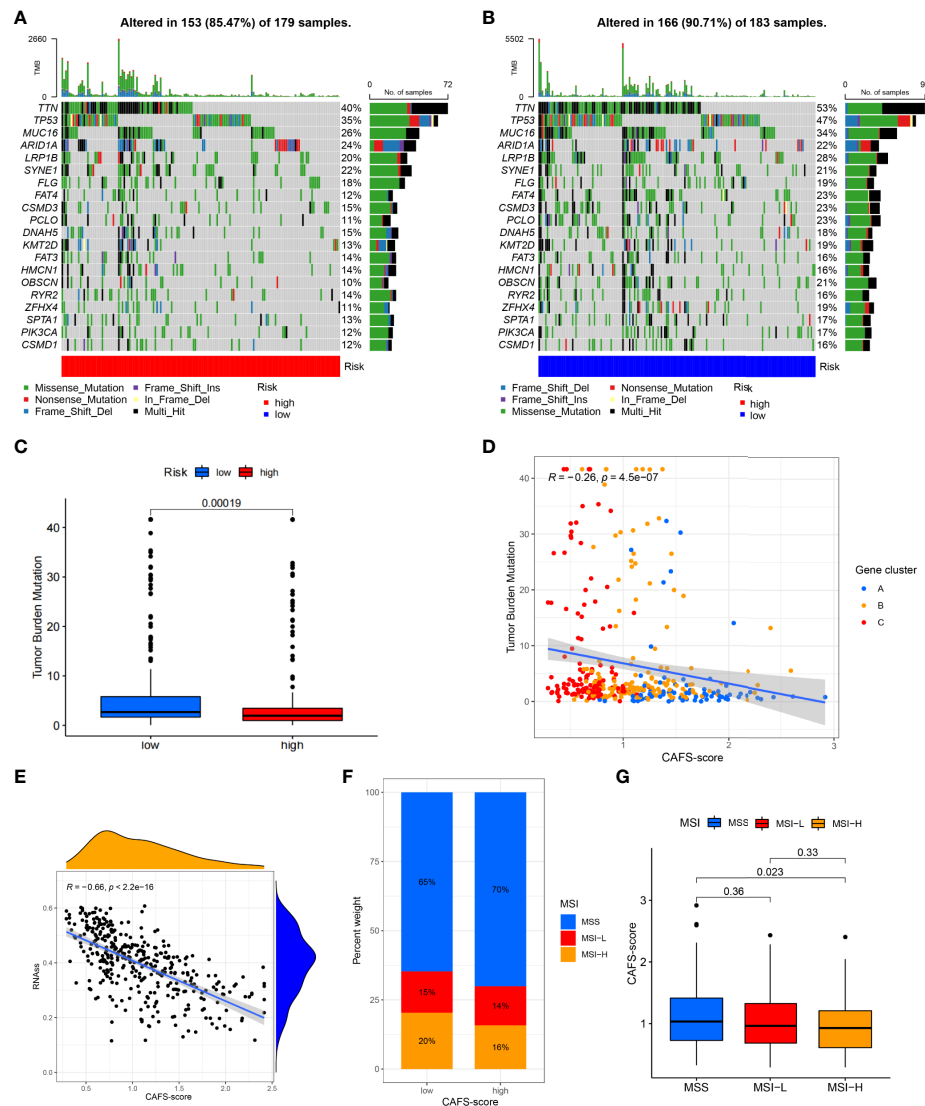 A
Altered in 153 (85.47%) of 179 samples.
2660
TMB
0
0 72
No. of samples
TTN 40%
TP53 35%
MUC16 26%
ARID1A 24%
LRP1B 20%
SYNE1 22%
FLG 18%
FAT4 12%
CSMD3 15%
PCLO 11%
DNAH5 15%
KMT2D 13%
FAT3 14%
HMCN1 14%
OBSCN 10%
RYR2 14%
ZFHX4 11%
SPTA1 13%
PIK3CA 12%
CSMD1 12%
Risk
Missense_Mutation Frame_Shift_Ins Risk
Nonsense_Mutation In_Frame_Del high
Frame_Shift_Del Multi_Hit low
B
Altered in 166 (90.71%) of 183 samples.
5502
TMB
0
0 9
No. of samples
TTN 53%
TP53 47%
MUC16 34%
ARID1A 22%
LRP1B 28%
SYNE1 21%
FLG 19%
FAT4 23%
CSMD3 23%
PCLO 23%
DNAH5 18%
KMT2D 19%
FAT3 16%
HMCN1 16%
OBSCN 21%
RYR2 16%
ZFHX4 19%
SPTA1 17%
PIK3CA 17%
CSMD1 16%
Risk
Frame_Shift_Del Nonsense_Mutation Risk
Frame_Shift_Ins In_Frame_Del high
Missense_Mutation Multi_Hit low
C
Risk low high
0.00019
Tumor Burden Mutation
40
30
20
10
0
low high
D
R = −0.26, p = 4.5e−07
Tumor Burden Mutation
40
30
20
10
0
1 2 3
CAFS-score
Gene cluster
A
B
C
E
R = −0.66, p < 2.2e−16
RNAss
0.6
0.4
0.2
0.0
0.5 1.0 1.5 2.0 2.5
CAFS-score
F
Percent weight
100
75
50
25
0
65% 70%
15% 14%
20% 16%
low high
CAFS-score
MSI
MSS
MSI-L
MSI-H
G
MSI MSS MSI-L MSI-H
0.33
0.023
0.36
CAFS-score
3
2
1
MSS MSI-L MSI-H